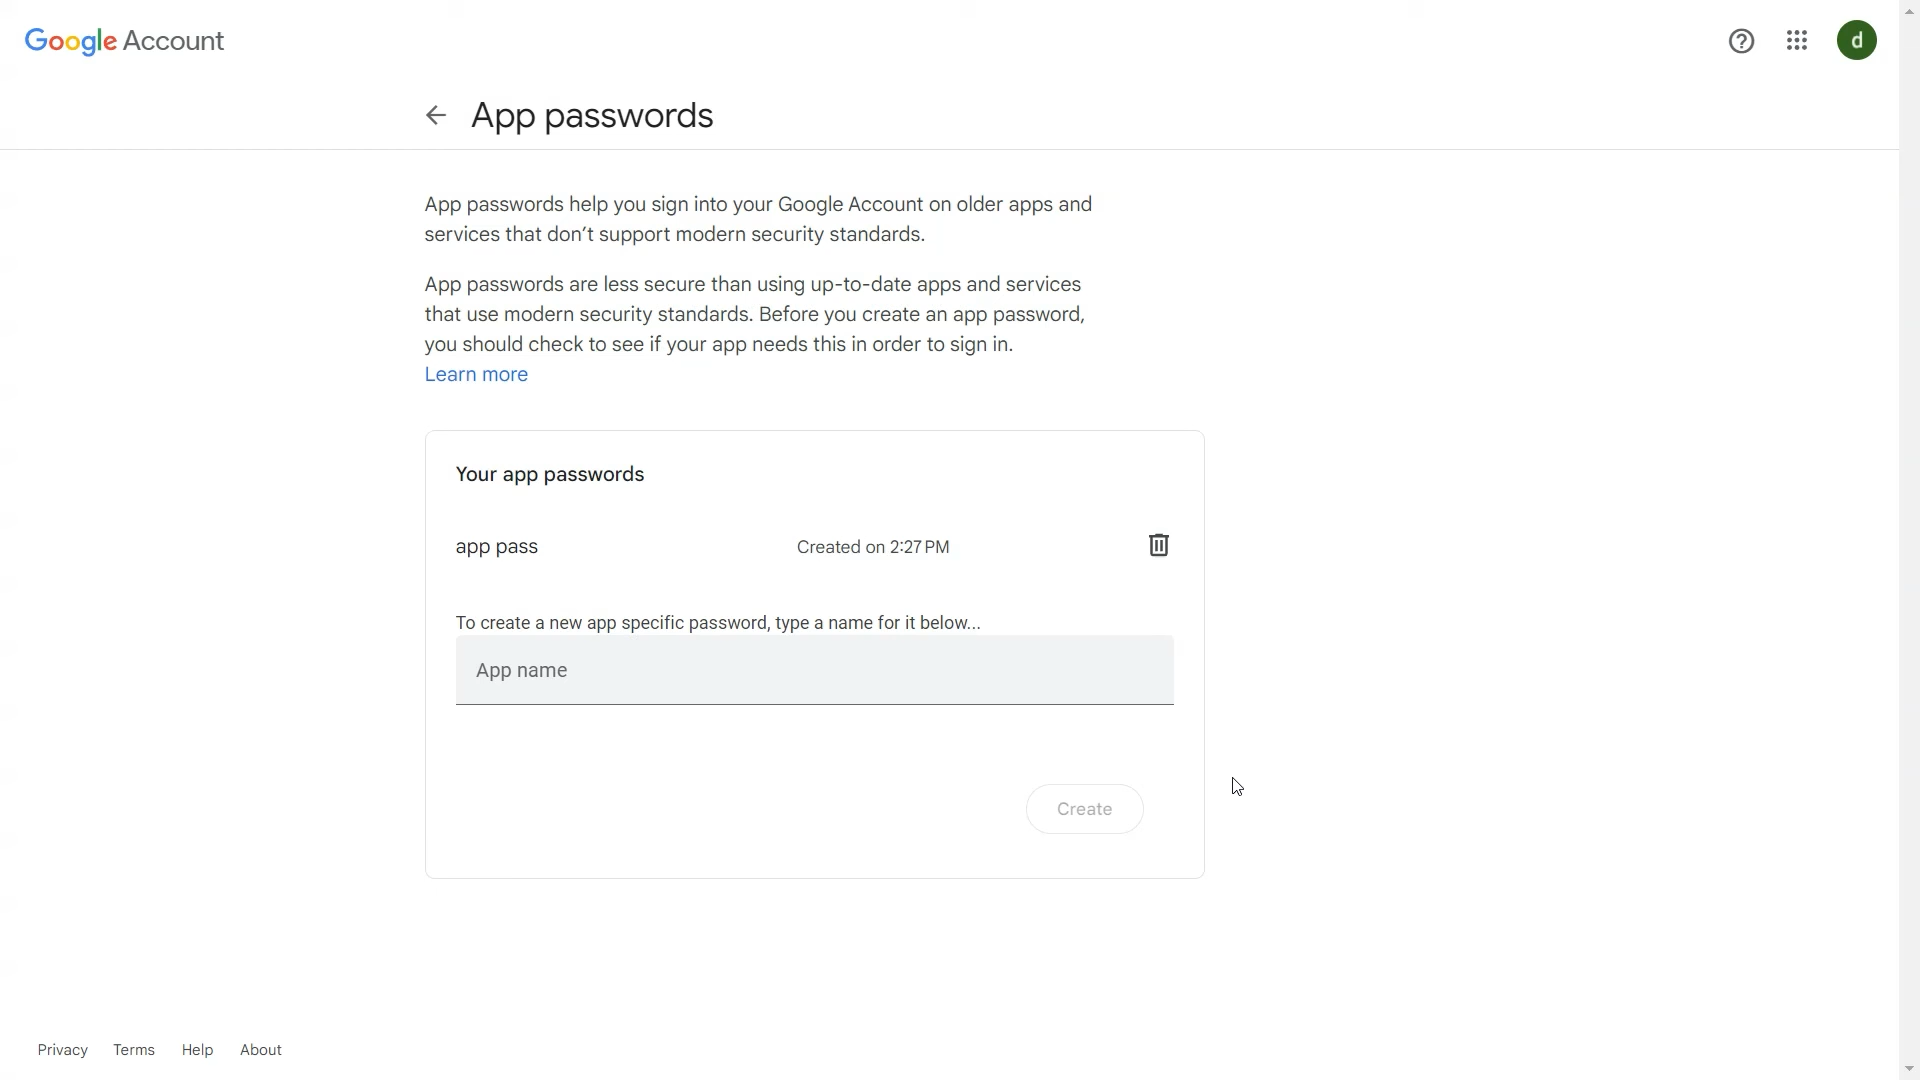 Google Account
d
App passwords
App passwords help you sign into your Google Account on older apps and
services that don’t support modern security standards.
App passwords are less secure than using up-to-date apps and services
that use modern security standards. Before you create an app password,
you should check to see if your app needs this in order to sign in.
Learn more
Your app passwords
app pass Created on 2:27 PM
To create a new app specific password, type a name for it below...
App name
Create
Privacy Terms Help About